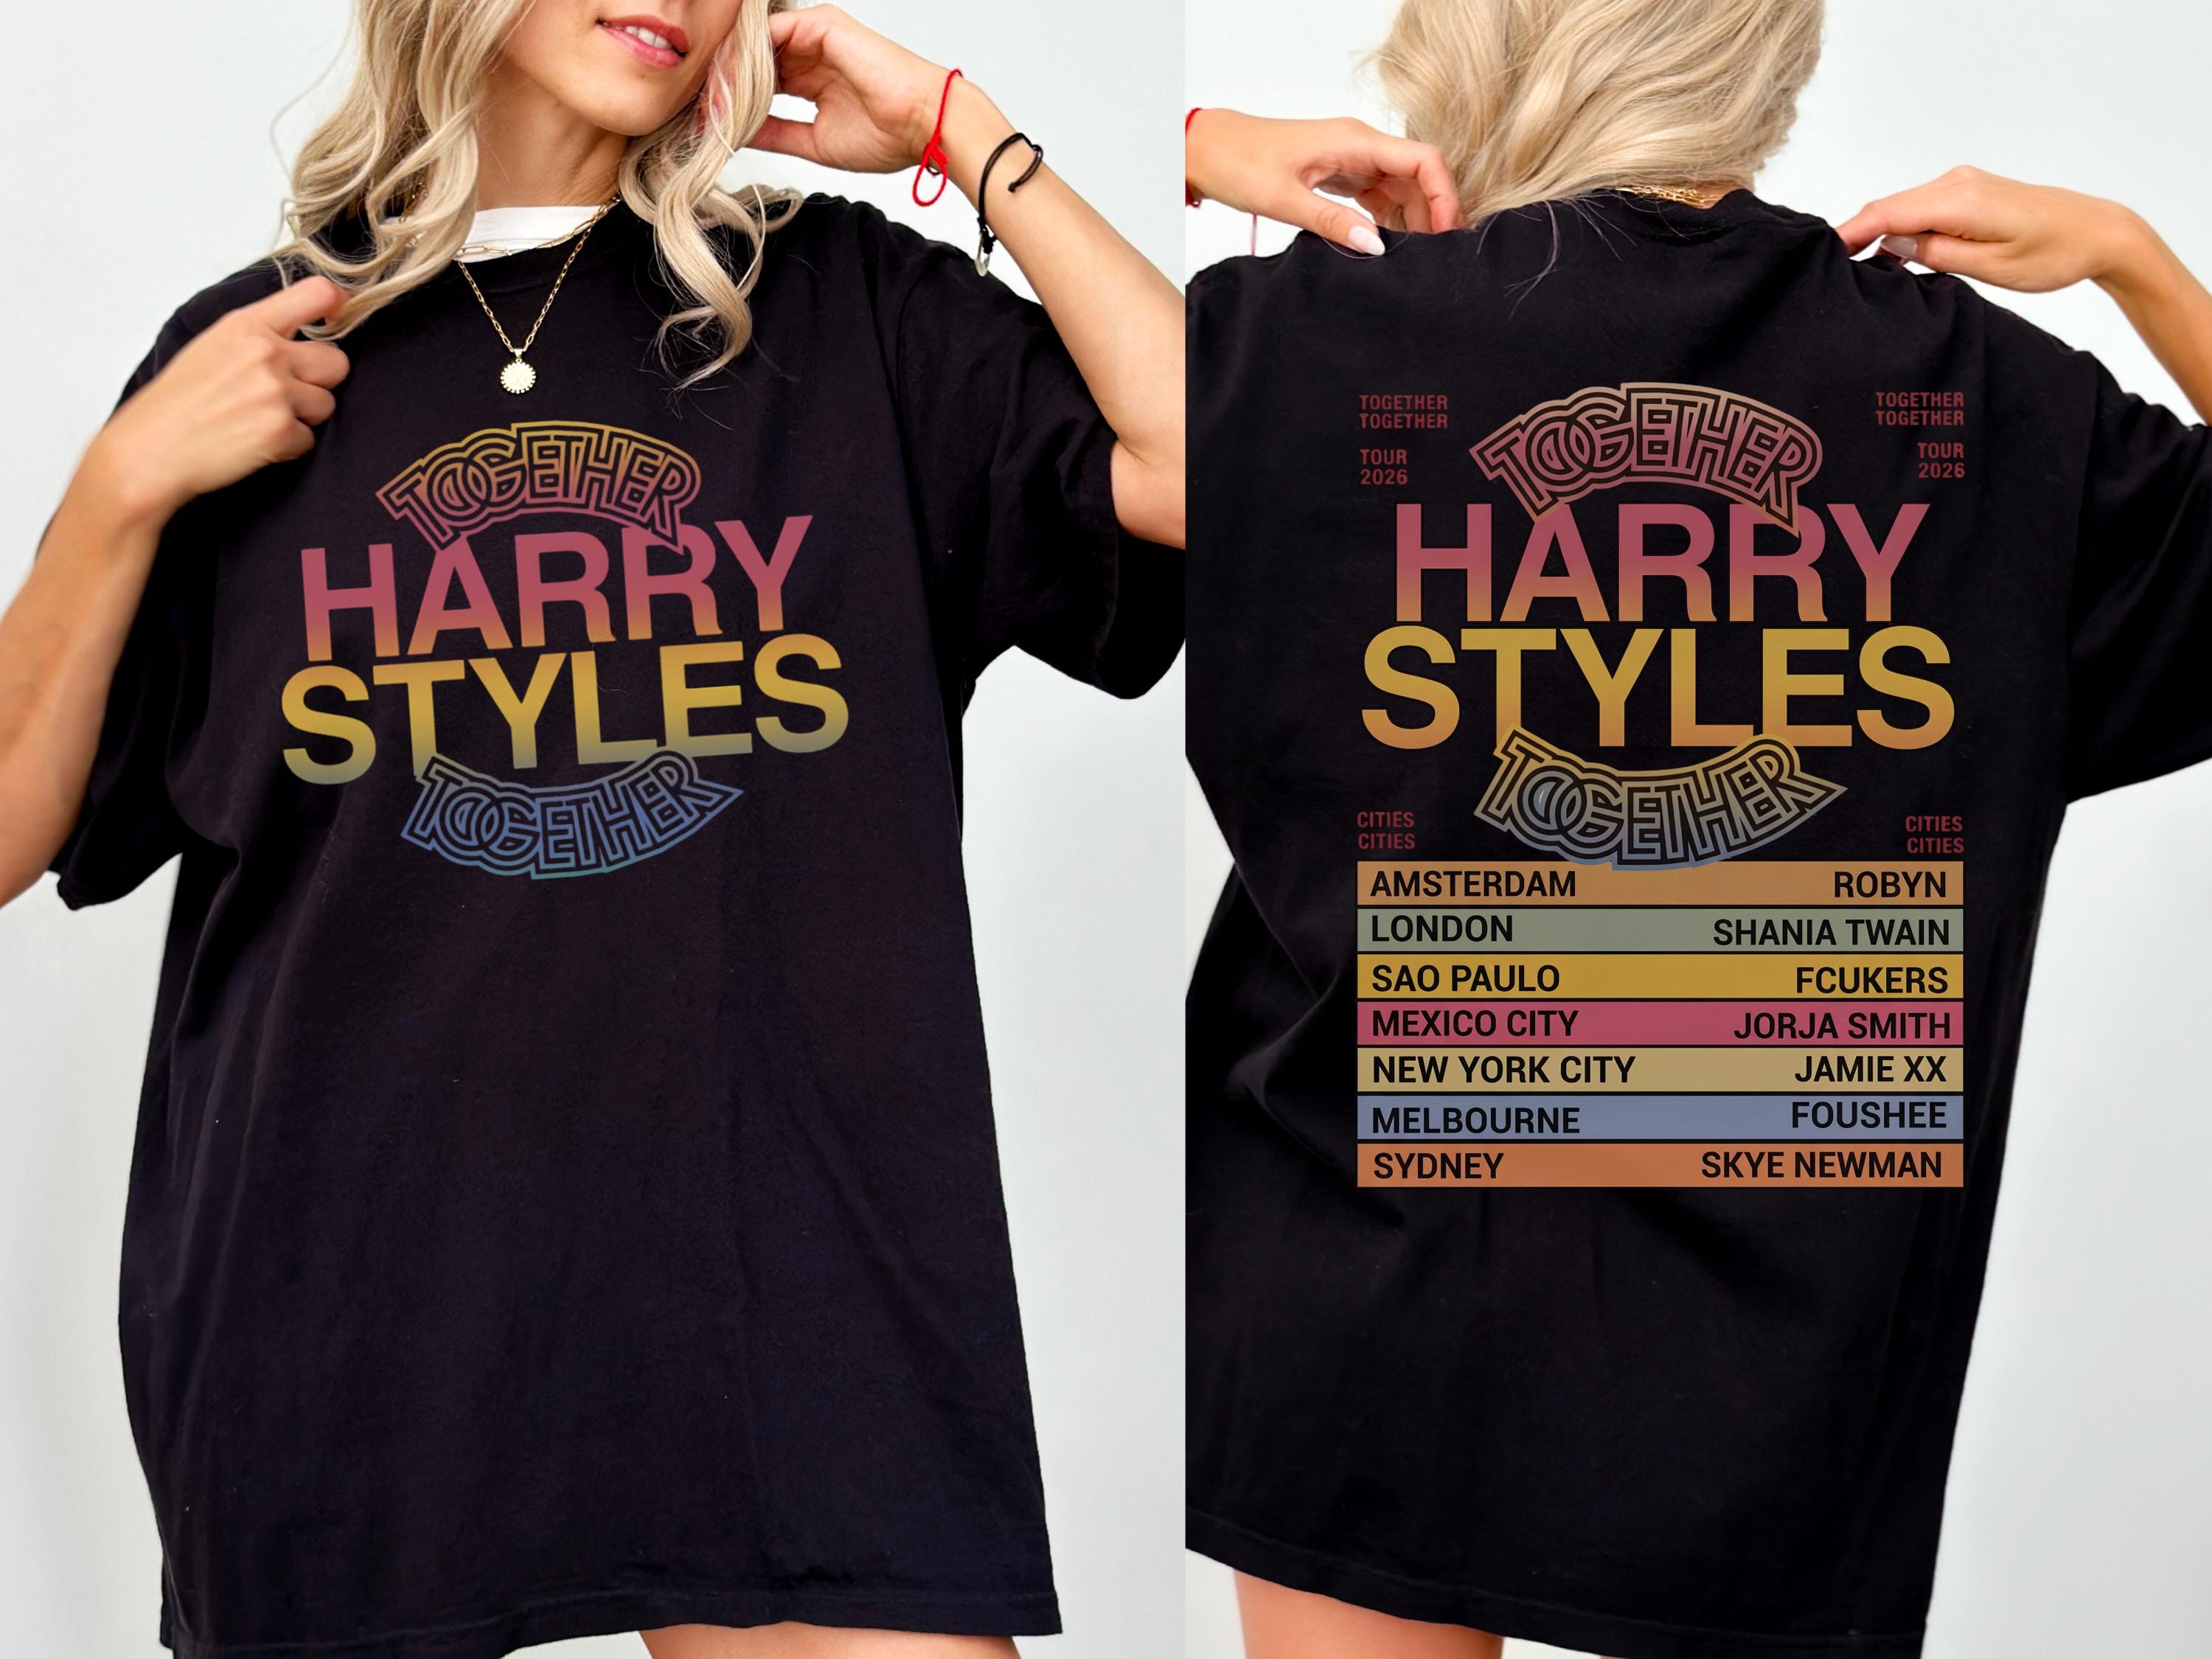 TOGETHER
HARRY
STYLES
TOGETHER
TOGETHER
TOGETHER
TOUR
2026
TOGETHER
TOGETHER
TOGETHER
TOUR
2026
HARRY
STYLES
TOGETHER
CITIES
CITIES
CITIES
CITIES
AMSTERDAM ROBYN
LONDON SHANIA TWAIN
SAO PAULO FCUKERS
MEXICO CITY JORJA SMITH
NEW YORK CITY JAMIE XX
MELBOURNE FOUSHEE
SYDNEY SKYE NEWMAN